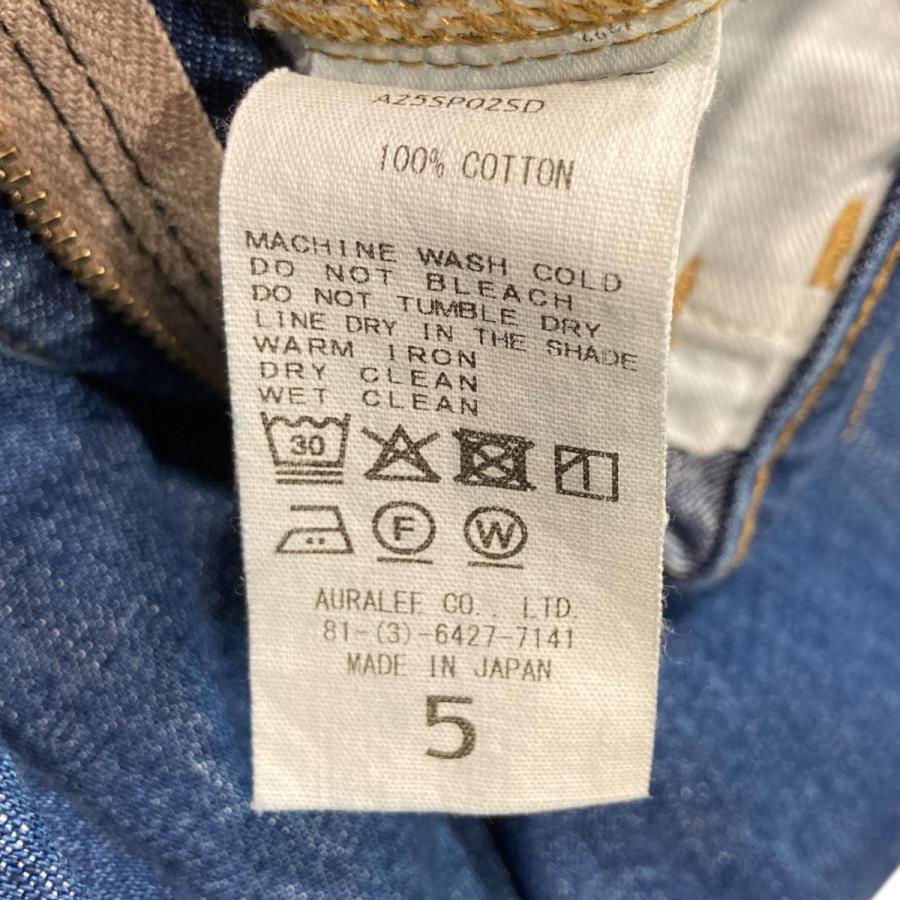 A25SP02SD
100% COTTON
MACHINE WASH COLD
DO NOT BLEACH
DO NOT TUMBLE DRY
LINE DRY IN THE SHADE
WARM IRON
DRY CLEAN
WET CLEAN
30
F W
AURALEE CO., LTD.
81-(3)-6427-7141
MADE IN JAPAN
5